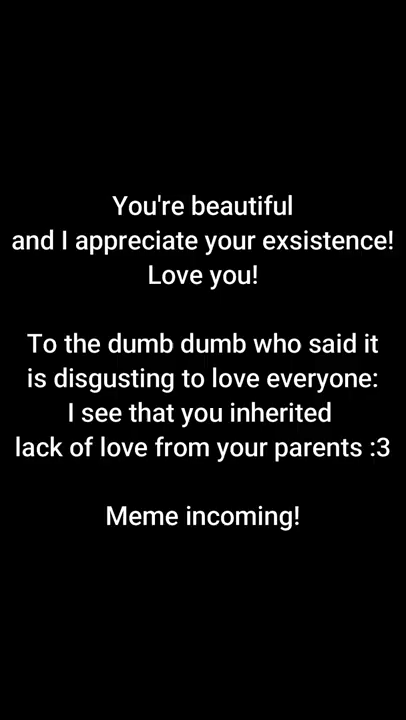 You're beautiful
and I appreciate your exsistence!
Love you!
To the dumb dumb who said it
is disgusting to love everyone:
I see that you inherited
lack of love from your parents :3
Meme incoming!